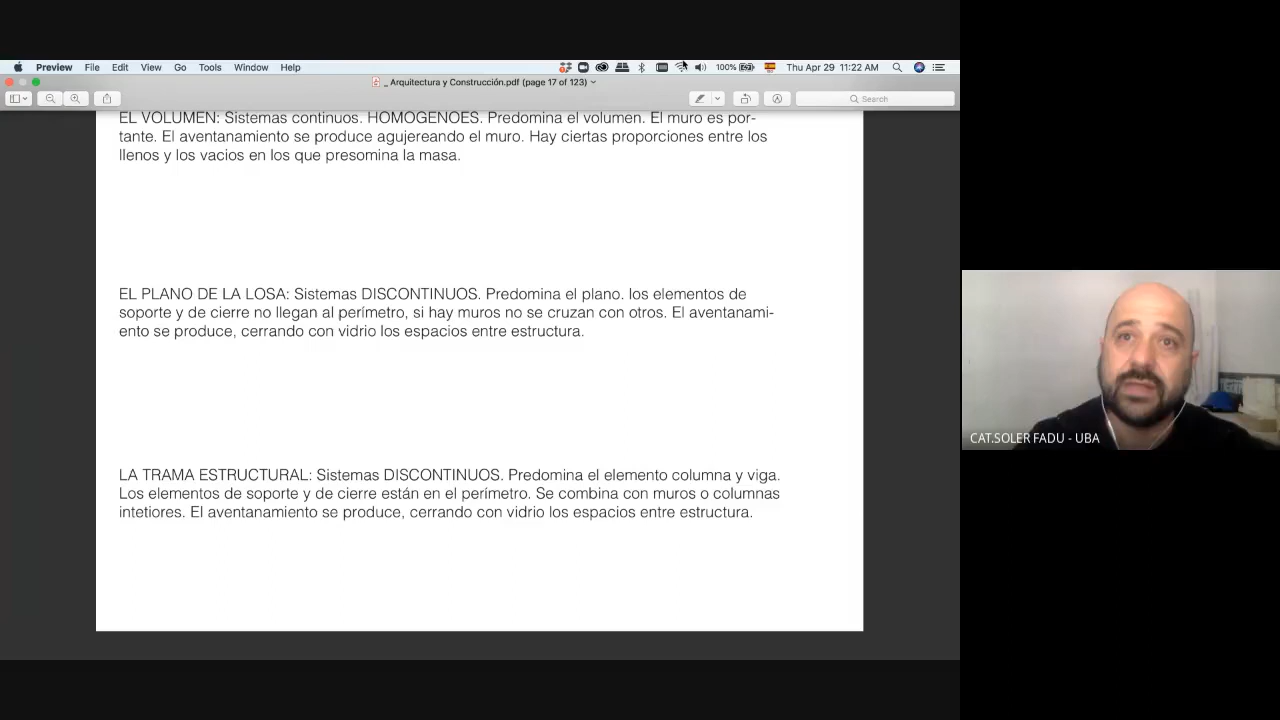 Preview File Edit View Go Tools Window Help 100% Thu Apr 29 11:22 AM
_ Arquitectura y Construcción.pdf (page 17 of 123)
Search
EL VOLUMEN: Sistemas continuos. HOMOGENOES. Predomina el volumen. El muro es por-
tante. El aventanamiento se produce agujereando el muro. Hay ciertas proporciones entre los
llenos y los vacios en los que presomina la masa.
EL PLANO DE LA LOSA: Sistemas DISCONTINUOS. Predomina el plano. los elementos de
soporte y de cierre no llegan al perímetro, si hay muros no se cruzan con otros. El aventanami-
ento se produce, cerrando con vidrio los espacios entre estructura.
LA TRAMA ESTRUCTURAL: Sistemas DISCONTINUOS. Predomina el elemento columna y viga.
Los elementos de soporte y de cierre están en el perímetro. Se combina con muros o columnas
intetiores. El aventanamiento se produce, cerrando con vidrio los espacios entre estructura.
CAT.SOLER FADU - UBA